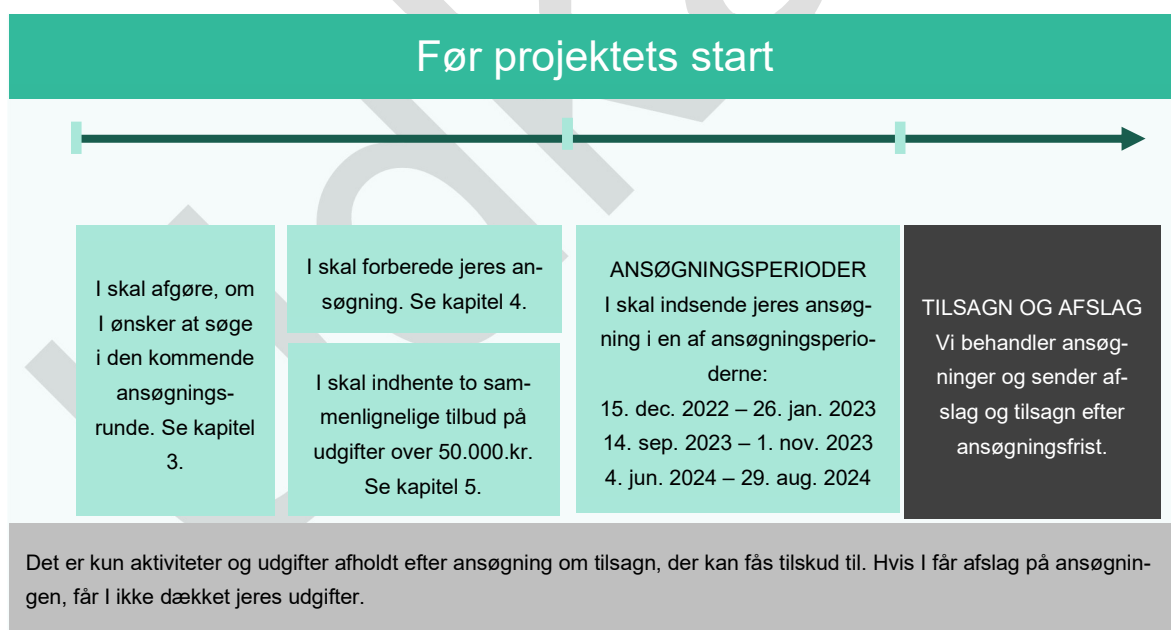 Før projektets start
I skal afgøre, om
I ønsker at søge
i den kommende
ansøgnings-
runde. Se kapitel
3.
I skal forberede jeres an-
søgning. Se kapitel 4.
I skal indhente to sam-
menlignelige tilbud på
udgifter over 50.000.kr.
Se kapitel 5.
ANSØGNINGSPERIODER
I skal indsende jeres ansøg-
ning i en af ansøgningsperio-
derne:
15. dec. 2022 – 26. jan. 2023
14. sep. 2023 – 1. nov. 2023
4. jun. 2024 – 29. aug. 2024
TILSAGN OG AFSLAG
Vi behandler ansøg-
ninger og sender af-
slag og tilsagn efter
ansøgningsfrist.
Det er kun aktiviteter og udgifter afholdt efter ansøgning om tilsagn, der kan fås tilskud til. Hvis I får afslag på ansøgnin-
gen, får I ikke dækket jeres udgifter.